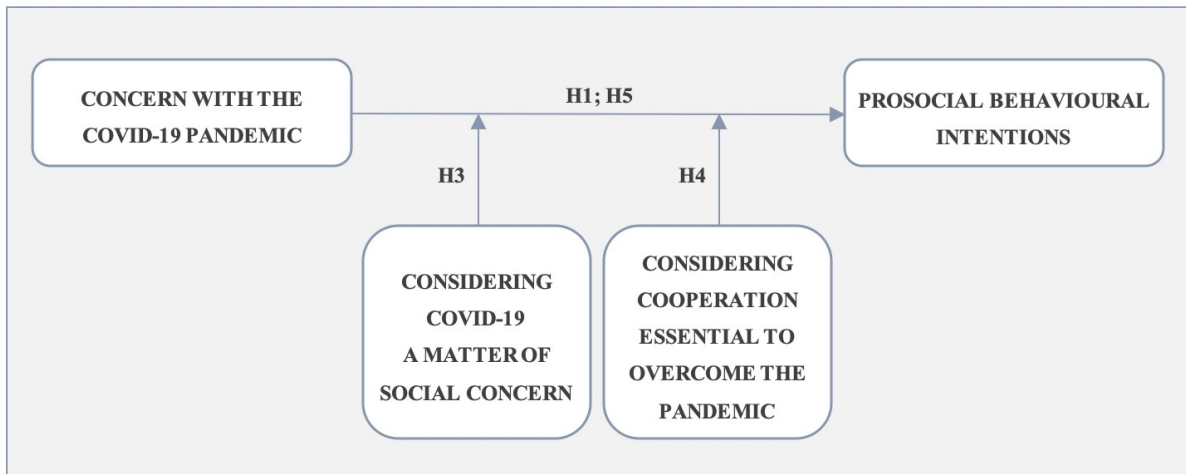 CONCERN WITH THE
COVID-19 PANDEMIC
H1; H5
PROSOCIAL BEHAVIOURAL
INTENTIONS
H3
H4
CONSIDERING
COVID-19
A MATTER OF
SOCIAL CONCERN
CONSIDERING
COOPERATION
ESSENTIAL TO
OVERCOME THE
PANDEMIC